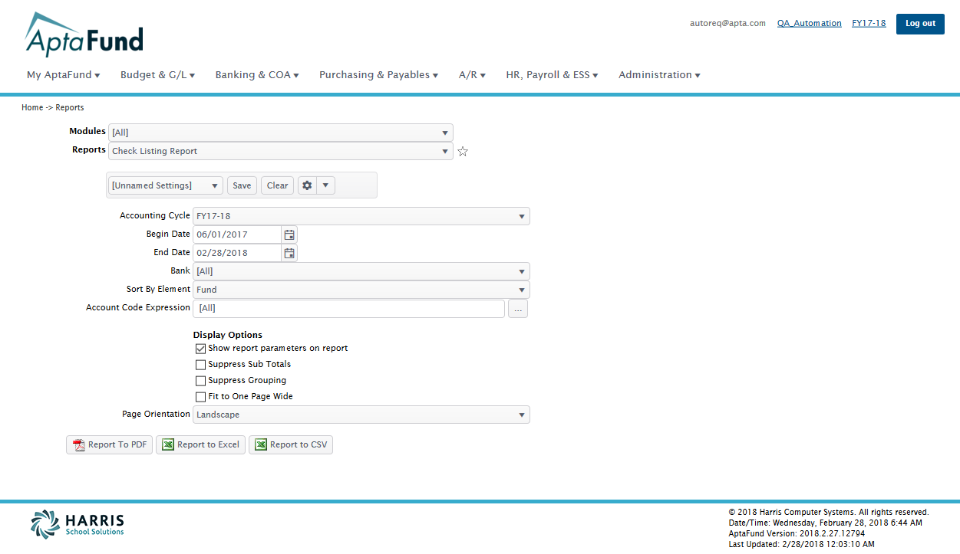 AptaFund
autoreq@apta.com QA_Automation FY17-18 Log out
My AptaFund Budget & G/L Banking & COA Purchasing & Payables A/R HR, Payroll & ESS Administration
Home -> Reports
Modules [All]
Reports Check Listing Report
[Unnamed Settings] Save Clear
Accounting Cycle FY17-18
Begin Date 06/01/2017
End Date 02/28/2018
Bank [All]
Sort By Element Fund
Account Code Expression [All] ...
Display Options
Show report parameters on report
Suppress Sub Totals
Suppress Grouping
Fit to One Page Wide
Page Orientation Landscape
Report To PDF Report to Excel Report to CSV
HARRIS
School Solutions
© 2018 Harris Computer Systems. All rights reserved.
Date/Time: Wednesday, February 28, 2018 6:44 AM
AptaFund Version: 2018.2.27.12794
Last Updated: 2/28/2018 12:03:10 AM